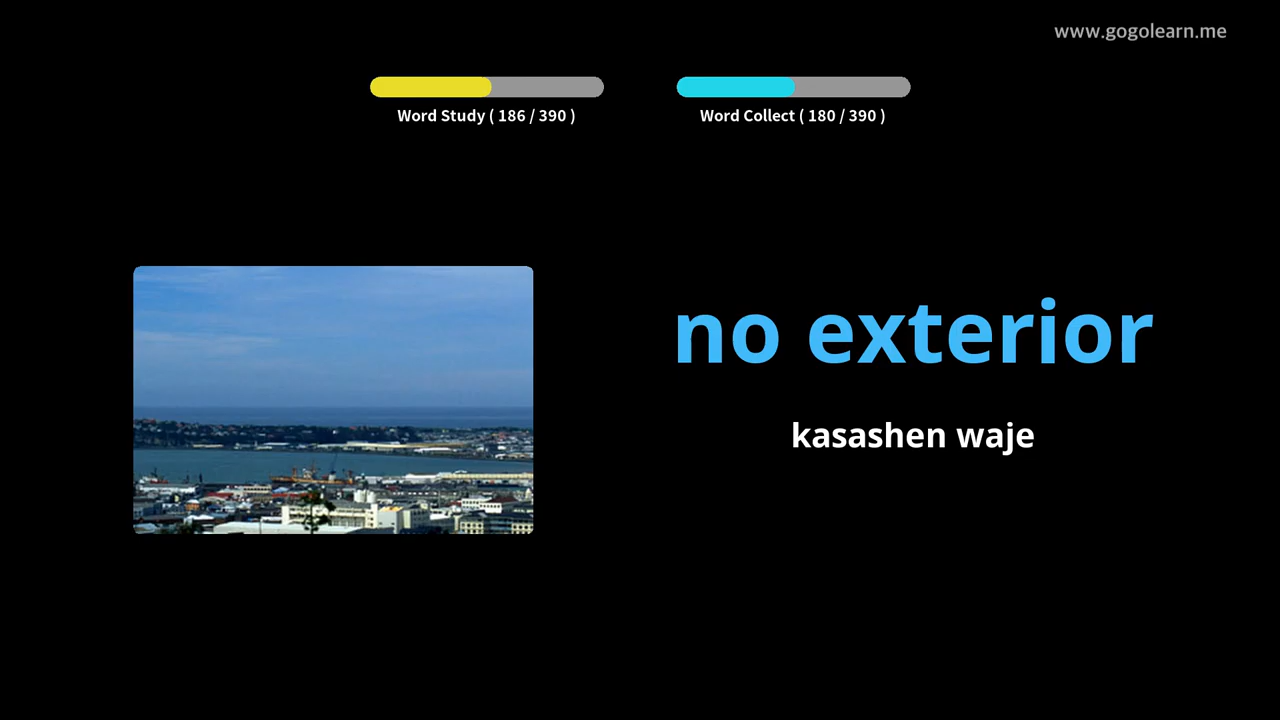 www.gogolearn.me
Word Study ( 186 / 390 )
Word Collect ( 180 / 390 )
no exterior
kasashen waje